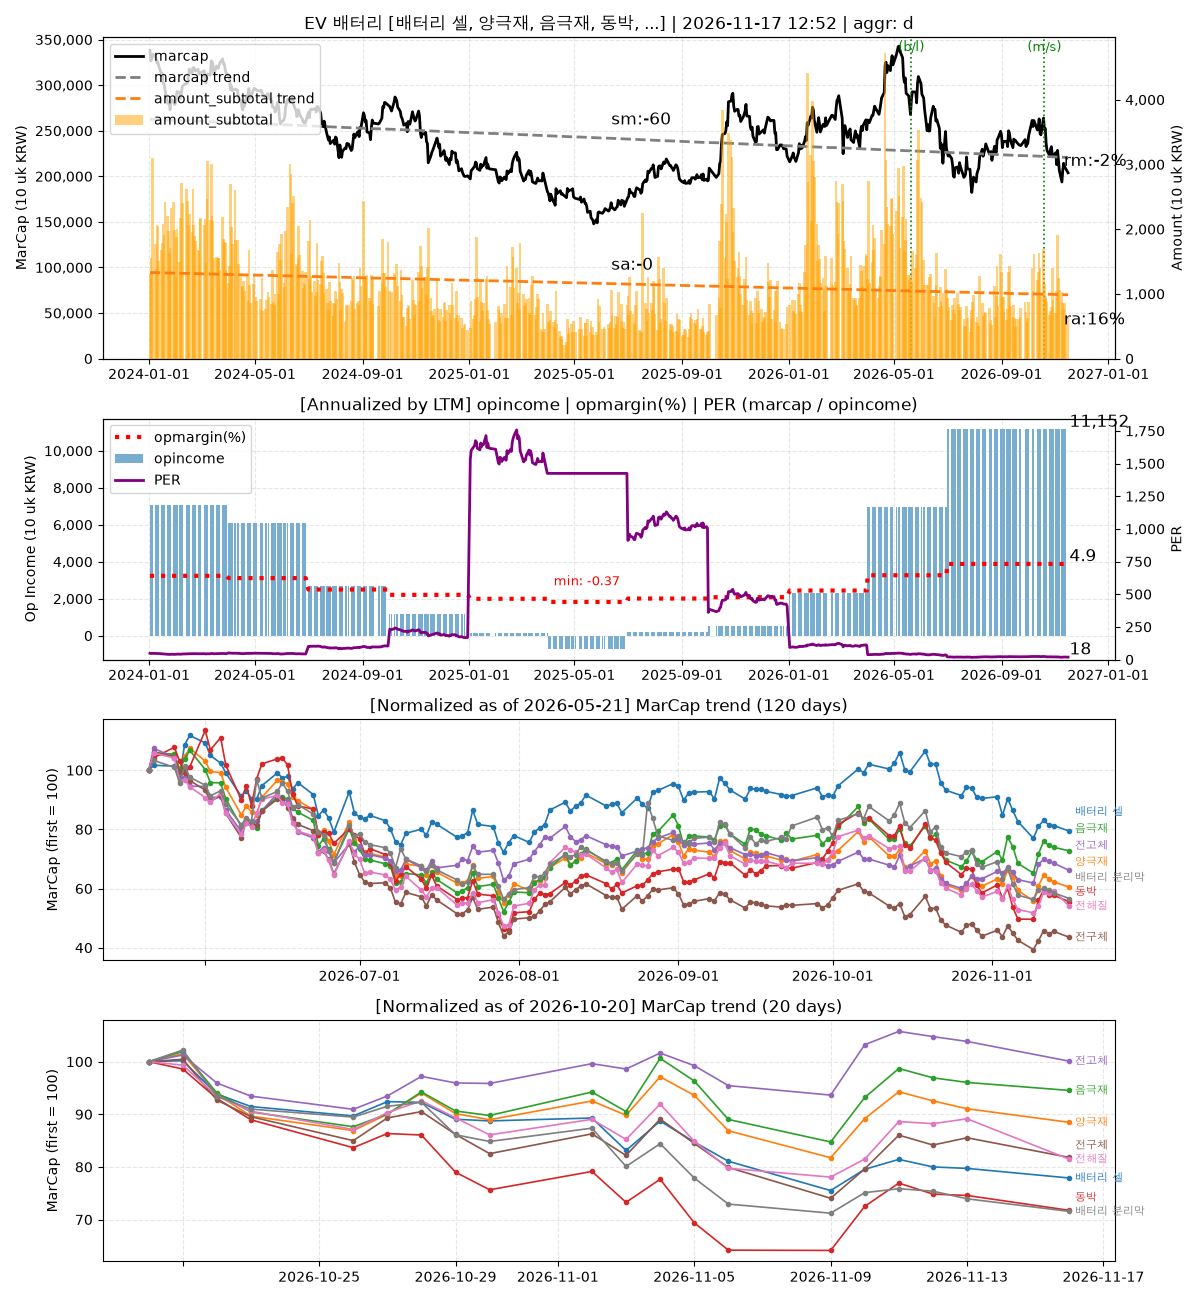 EV 배터리 [배터리 셀, 양극재, 음극재, 동박, ...] | 2026-11-17 12:52 | aggr: d
350,000
300,000
250,000
200,000
150,000
100,000
50,000
0
MarCap (10 uk KRW)
marcap
marcap trend
amount_subtotal trend
amount_subtotal
(b/l)
(m/s)
sm:-60
rm:-2%
sa:-0
ra:16%
4,000
3,000
2,000
1,000
0
Amount (10 uk KRW)
2024-01-01 2024-05-01 2024-09-01 2025-01-01 2025-05-01 2025-09-01 2026-01-01 2026-05-01 2026-09-01 2027-01-01
[Annualized by LTM] opincome | opmargin(%) | PER (marcap / opincome)
10,000
8,000
6,000
4,000
2,000
0
Op Income (10 uk KRW)
opmargin(%)
opincome
PER
min: -0.37
11,152
4.9
18
1,750
1,500
1,250
1,000
750
500
250
0
PER
2024-01-01 2024-05-01 2024-09-01 2025-01-01 2025-05-01 2025-09-01 2026-01-01 2026-05-01 2026-09-01 2027-01-01
[Normalized as of 2026-05-21] MarCap trend (120 days)
100
80
60
40
MarCap (first = 100)
배터리 셀
음극재
전고체
양극재
배터리 분리막
동박
전해질
전구체
2026-07-01 2026-08-01 2026-09-01 2026-10-01 2026-11-01
[Normalized as of 2026-10-20] MarCap trend (20 days)
100
90
80
70
MarCap (first = 100)
전고체
음극재
양극재
전구체
전해질
배터리 셀
동박
배터리 분리막
2026-10-25 2026-10-29 2026-11-01 2026-11-05 2026-11-09 2026-11-13 2026-11-17